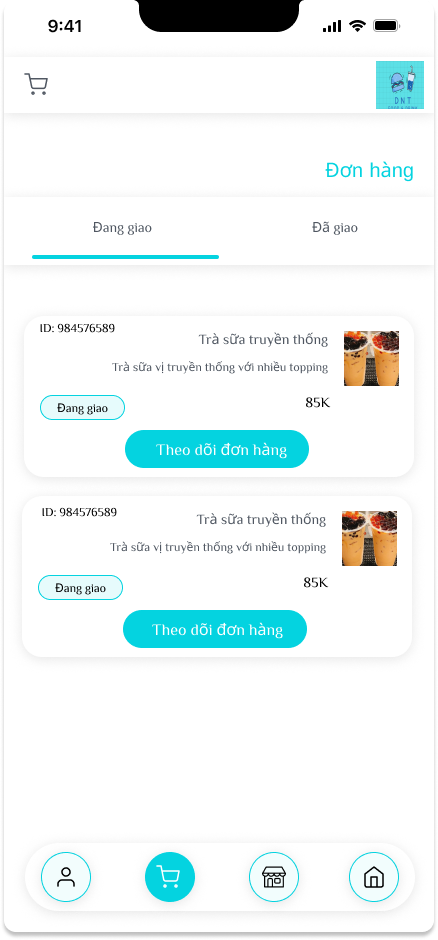 9:41
DNT
FOOD & DRINK
Đơn hàng
Đang giao
Đã giao
ID: 984576589
Trà sữa truyền thống
Trà sữa vị truyền thống với nhiều topping
85K
Đang giao
Theo dõi đơn hàng
ID: 984576589
Trà sữa truyền thống
Trà sữa vị truyền thống với nhiều topping
85K
Đang giao
Theo dõi đơn hàng